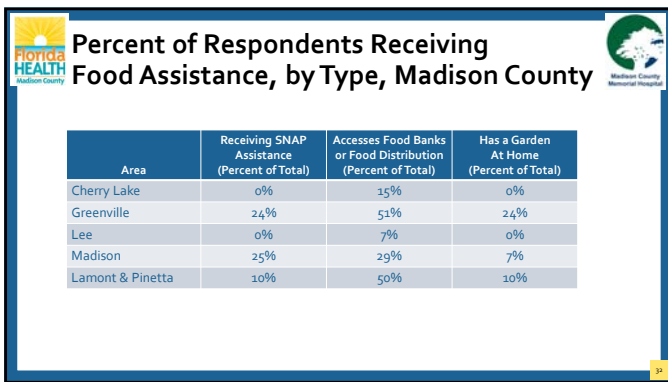 Florida
HEALTH
Madison County
Percent of Respondents Receiving
Food Assistance, by Type, Madison County
Madison County
Memorial Hospital
Area
Receiving SNAP
Assistance
(Percent of Total)
Accesses Food Banks
or Food Distribution
(Percent of Total)
Has a Garden
At Home
(Percent of Total)
Cherry Lake 0% 15% 0%
Greenville 24% 51% 24%
Lee 0% 7% 0%
Madison 25% 29% 7%
Lamont & Pinetta 10% 50% 10%
32